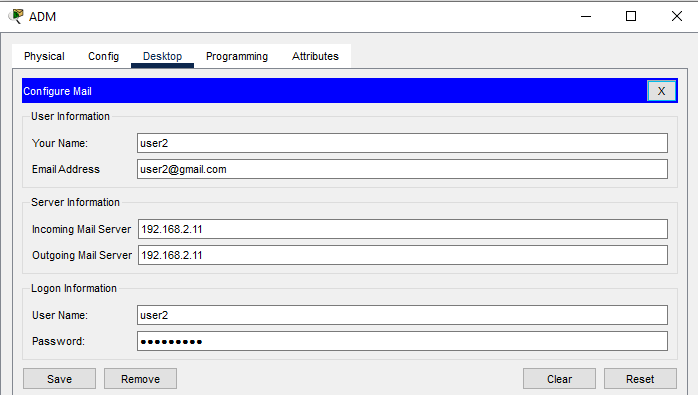 ADM
Physical Config Desktop Programming Attributes
Configure Mail X
User Information
Your Name: user2
Email Address user2@gmail.com
Server Information
Incoming Mail Server 192.168.2.11
Outgoing Mail Server 192.168.2.11
Logon Information
User Name: user2
Password: •••••••••
Save Remove Clear Reset